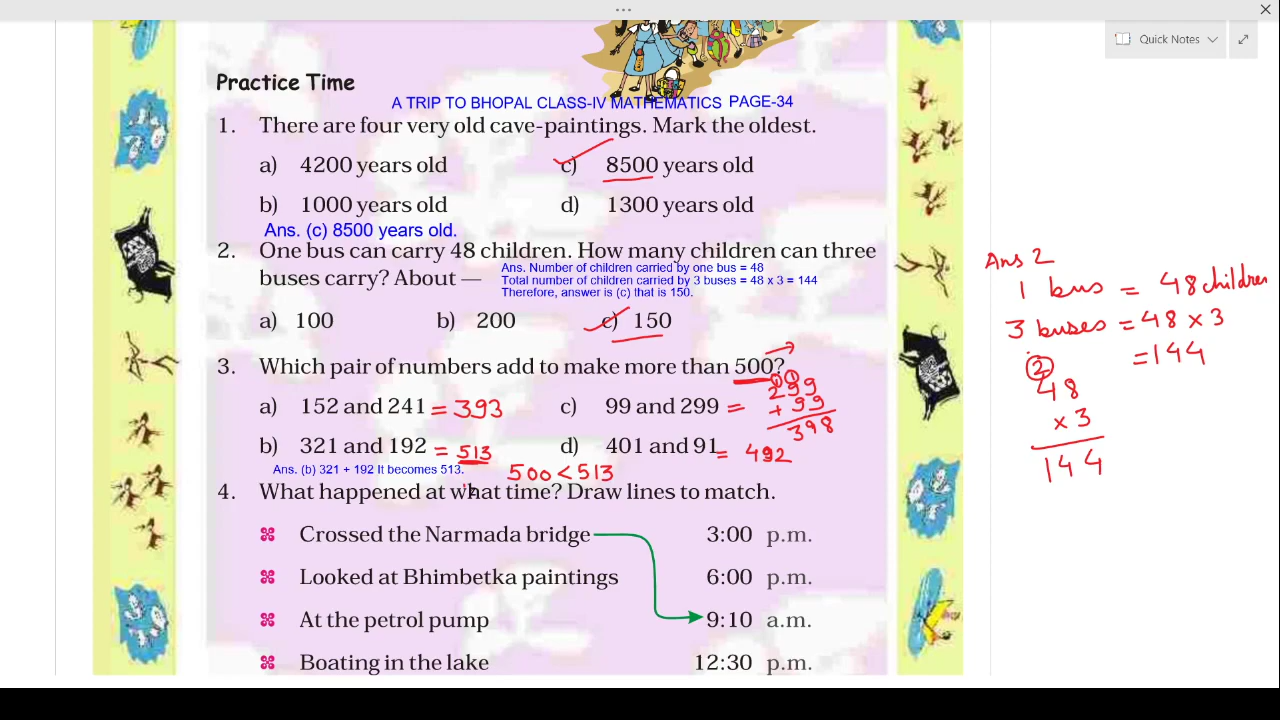 Quick Notes
Practice Time
A TRIP TO BHOPAL CLASS-IV MATHEMATICS PAGE-34
1. There are four very old cave-paintings. Mark the oldest.
a) 4200 years old c) 8500 years old
b) 1000 years old d) 1300 years old
Ans. (c) 8500 years old.
2. One bus can carry 48 children. How many children can three
buses carry? About —
Ans. Number of children carried by one bus = 48
Total number of children carried by 3 buses = 48 x 3 = 144
Therefore, answer is (c) that is 150.
a) 100 b) 200 c) 150
3. Which pair of numbers add to make more than 500?
a) 152 and 241 = 393 c) 99 and 299 =
1 1
299
+ 99
398
b) 321 and 192 = 513 d) 401 and 91 = 492
Ans. (b) 321 + 192 It becomes 513.
500 < 513
4. What happened at what time? Draw lines to match.
Crossed the Narmada bridge 3:00 p.m.
Looked at Bhimbetka paintings 6:00 p.m.
At the petrol pump 9:10 a.m.
Boating in the lake 12:30 p.m.
Ans 2
1 bus = 48 children
3 buses = 48 x 3
= 144
2
48
x 3
144